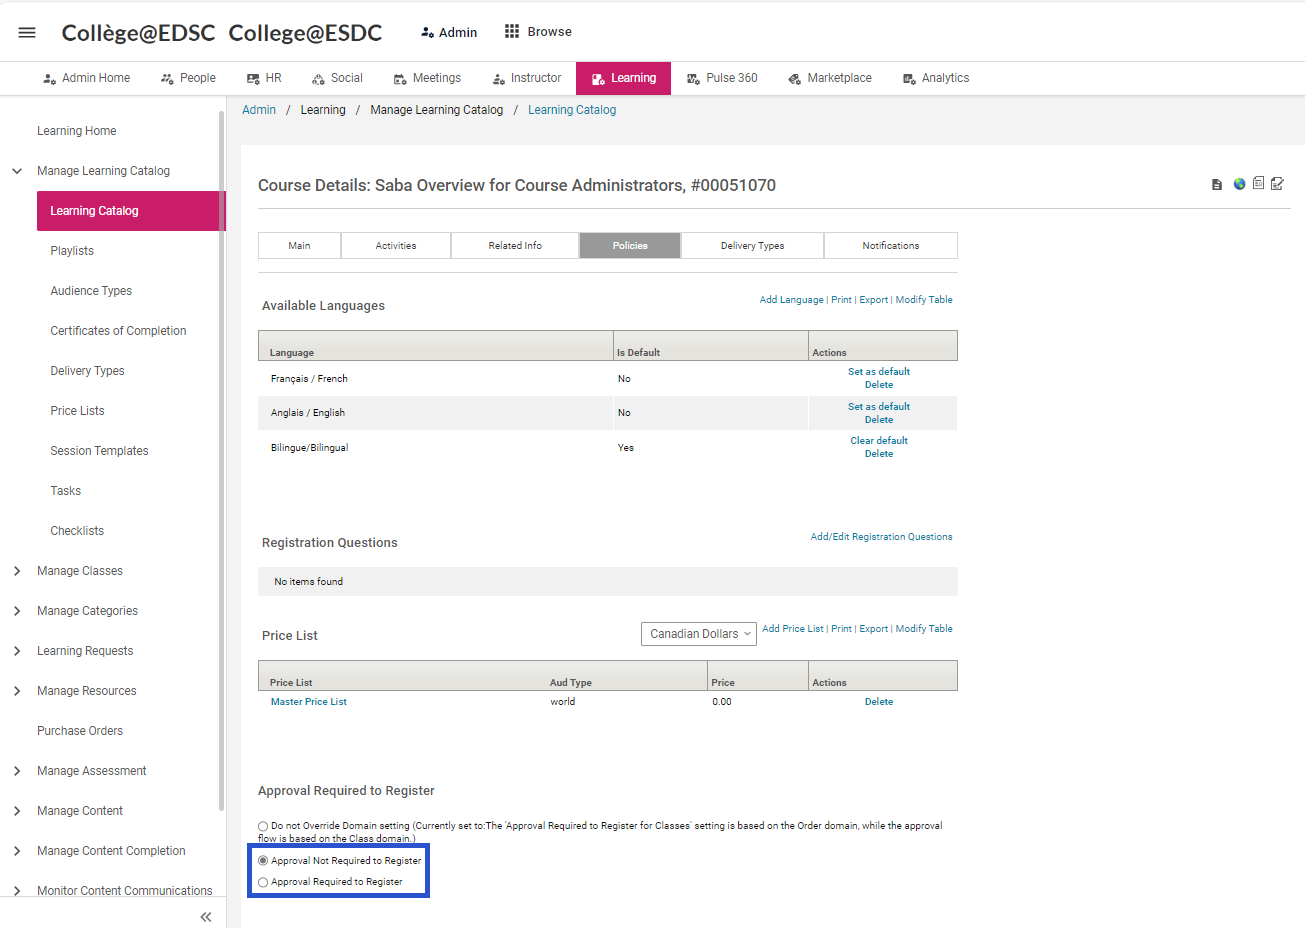 Collège@EDSC College@ESDC
Admin
Browse
Admin Home
People
HR
Social
Meetings
Instructor
Learning
Pulse 360
Marketplace
Analytics
Admin / Learning / Manage Learning Catalog / Learning Catalog
Learning Home
Manage Learning Catalog
Learning Catalog
Playlists
Audience Types
Certificates of Completion
Delivery Types
Price Lists
Session Templates
Tasks
Checklists
Manage Classes
Manage Categories
Learning Requests
Manage Resources
Purchase Orders
Manage Assessment
Manage Content
Manage Content Completion
Monitor Content Communications
Course Details: Saba Overview for Course Administrators, #00051070
Main
Activities
Related Info
Policies
Delivery Types
Notifications
Available Languages
Add Language | Print | Export | Modify Table
Language Is Default Actions
Français / French No Set as default
Delete
Anglais / English No Set as default
Delete
Bilingue/Bilingual Yes Clear default
Delete
Registration Questions
Add/Edit Registration Questions
No items found
Price List
Canadian Dollars
Add Price List | Print | Export | Modify Table
Price List Aud Type Price Actions
Master Price List world 0.00 Delete
Approval Required to Register
Do not Override Domain setting (Currently set to:The 'Approval Required to Register for Classes' setting is based on the Order domain, while the approval
flow is based on the Class domain.)
Approval Not Required to Register
Approval Required to Register